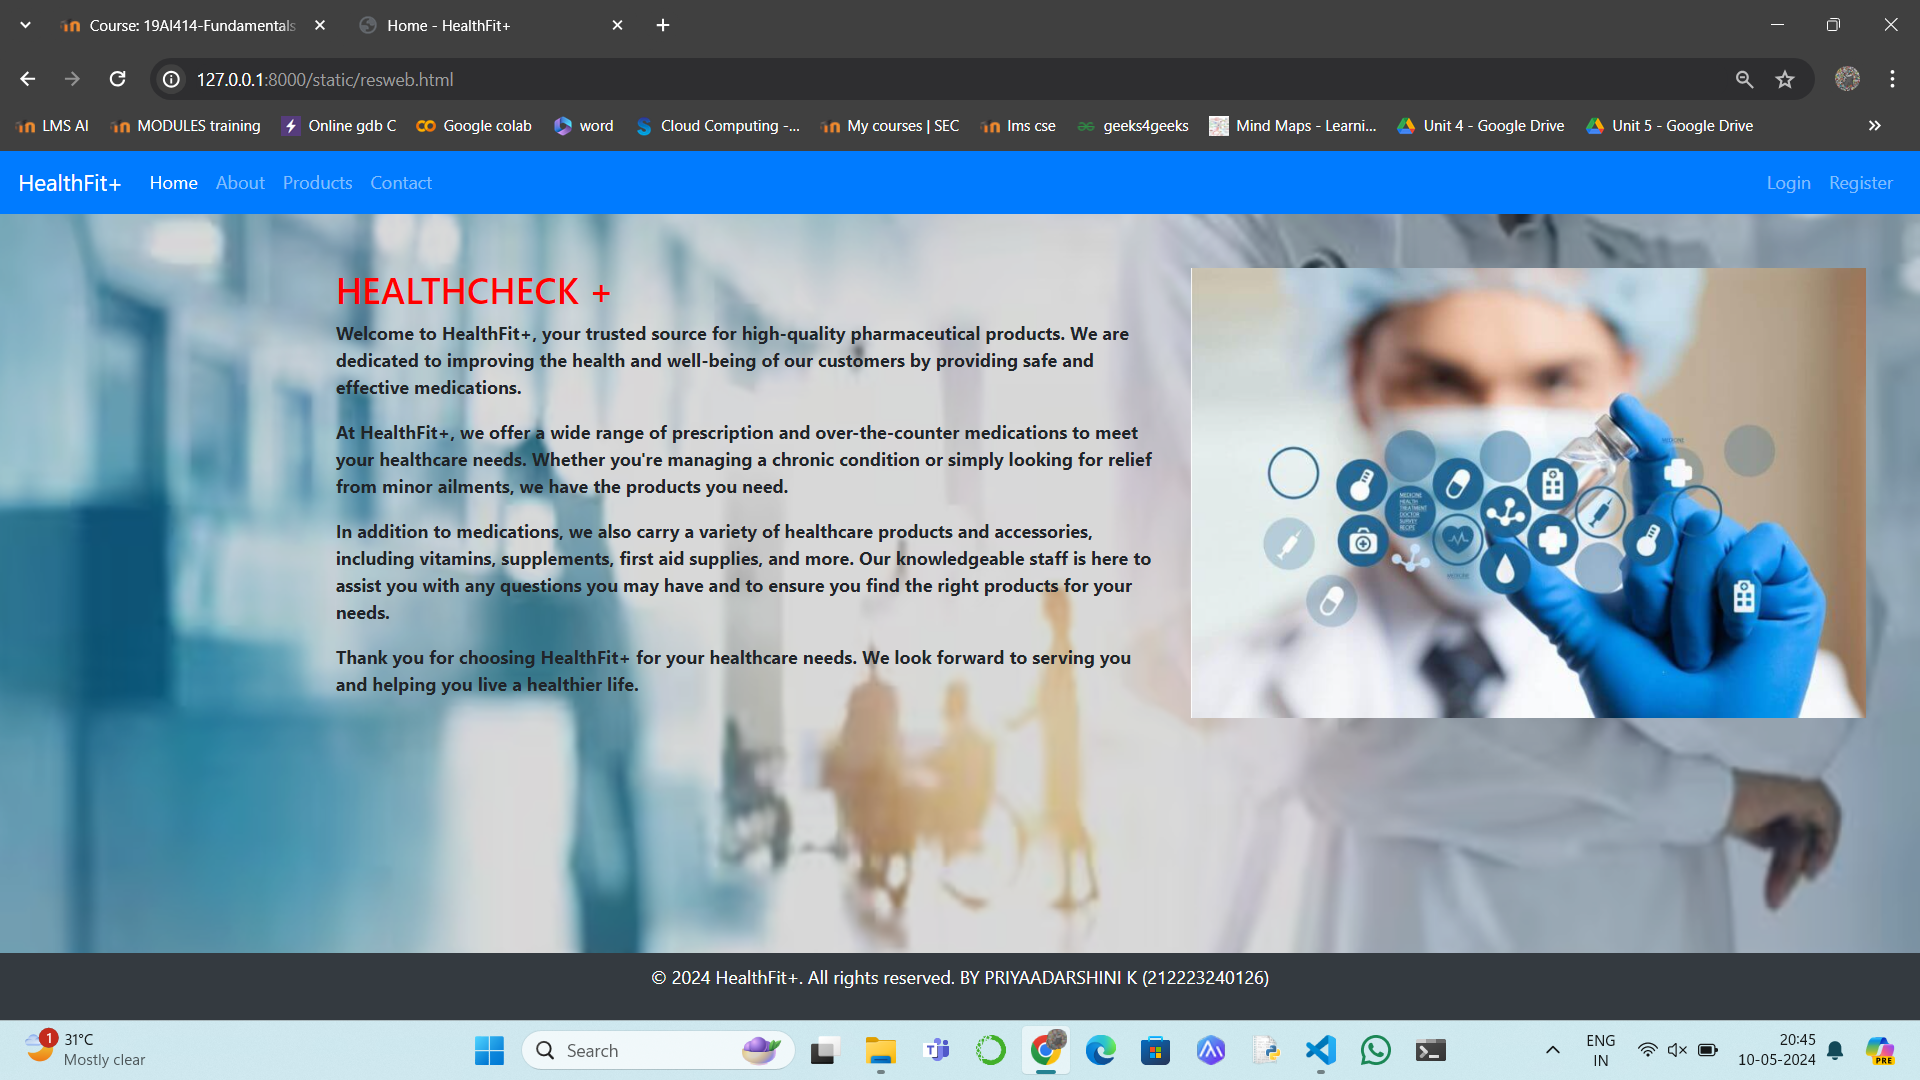 Course: 19AI414-Fundamentals
Home - HealthFit+
127.0.0.1:8000/static/resweb.html
LMS AI
MODULES training
Online gdb C
Google colab
word
Cloud Computing -...
My courses | SEC
lms cse
geeks4geeks
Mind Maps - Learni...
Unit 4 - Google Drive
Unit 5 - Google Drive
HealthFit+ Home About Products Contact Login Register
HEALTHCHECK +
Welcome to HealthFit+, your trusted source for high-quality pharmaceutical products. We are
dedicated to improving the health and well-being of our customers by providing safe and
effective medications.
At HealthFit+, we offer a wide range of prescription and over-the-counter medications to meet
your healthcare needs. Whether you're managing a chronic condition or simply looking for relief
from minor ailments, we have the products you need.
In addition to medications, we also carry a variety of healthcare products and accessories,
including vitamins, supplements, first aid supplies, and more. Our knowledgeable staff is here to
assist you with any questions you may have and to ensure you find the right products for your
needs.
Thank you for choosing HealthFit+ for your healthcare needs. We look forward to serving you
and helping you live a healthier life.
MEDICINE
HEALTH
TREATMENT
DOCTOR
SURVEY
RECIPE
© 2024 HealthFit+. All rights reserved. BY PRIYAADARSHINI K (212223240126)
1
31°C
Mostly clear
Search
ENG
IN
20:45
10-05-2024
PRE